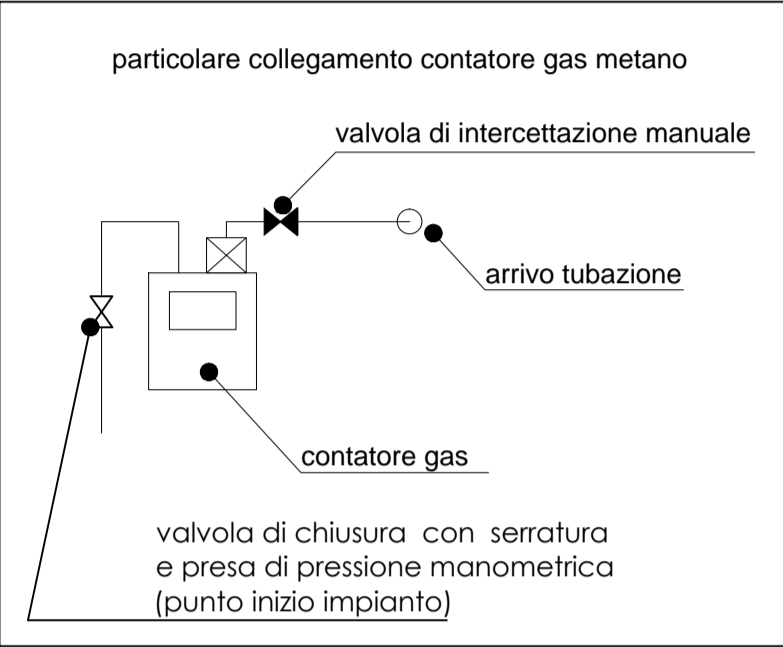 particolare collegamento contatore gas metano
valvola di intercettazione manuale
arrivo tubazione
contatore gas
valvola di chiusura con serratura
e presa di pressione manometrica
(punto inizio impianto)